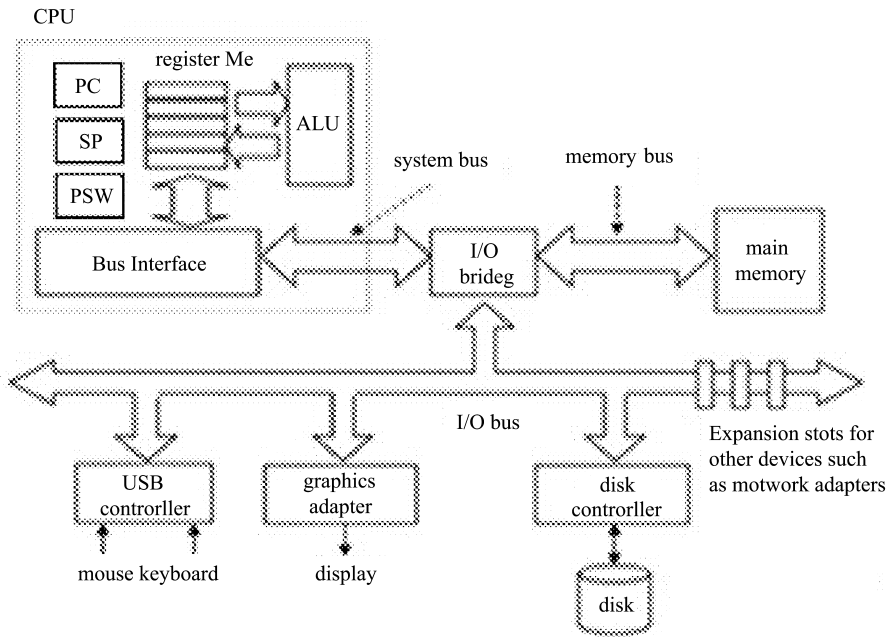 CPU
register Me
PC
SP
PSW
ALU
system bus
memory bus
Bus Interface
I/O
brideg
main
memory
I/O bus
Expansion stots for
other devices such
as motwork adapters
USB
controrller
graphics
adapter
disk
controrller
mouse keyboard
display
disk